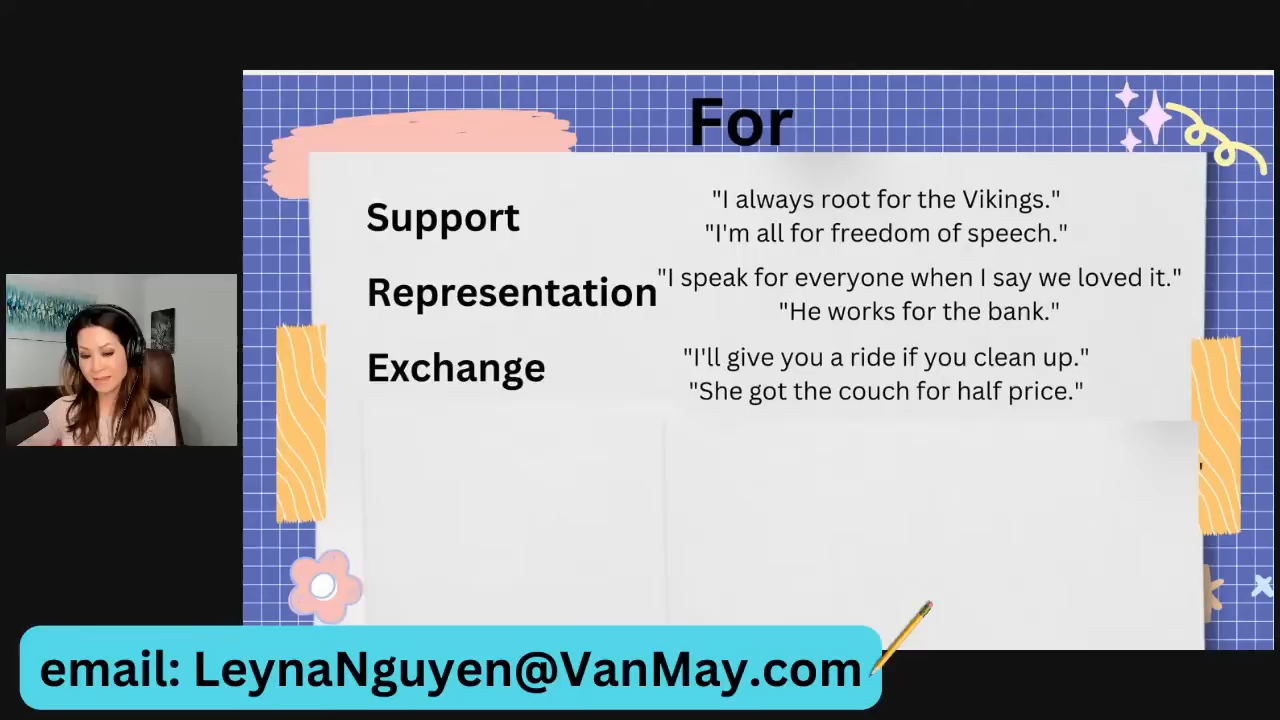 For
Support
"I always root for the Vikings."
"I'm all for freedom of speech."
Representation
"I speak for everyone when I say we loved it."
"He works for the bank."
Exchange
"I'll give you a ride if you clean up."
"She got the couch for half price."
email: LeynaNguyen@VanMay.com